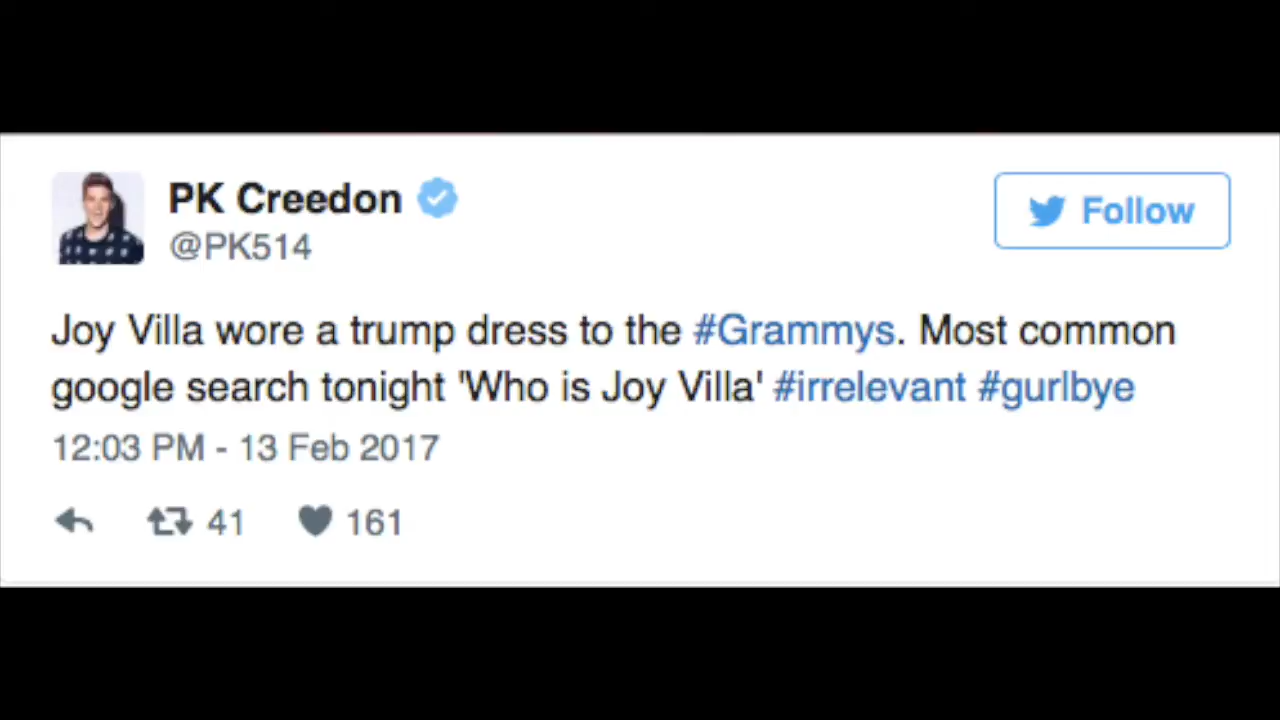 PK Creedon
@PK514
Follow
Joy Villa wore a trump dress to the #Grammys. Most common
google search tonight 'Who is Joy Villa' #irrelevant #gurlbye
12:03 PM - 13 Feb 2017
41 161